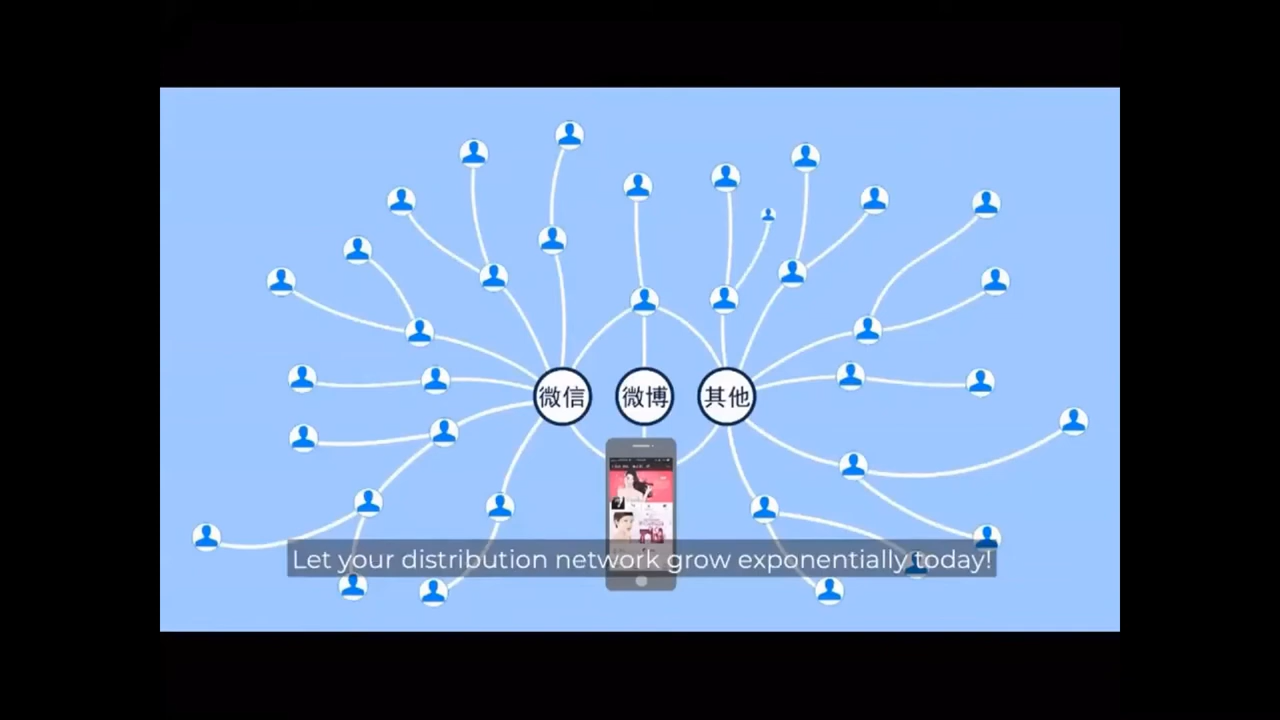 微信
微博
其他
Let your distribution network grow exponentially today!